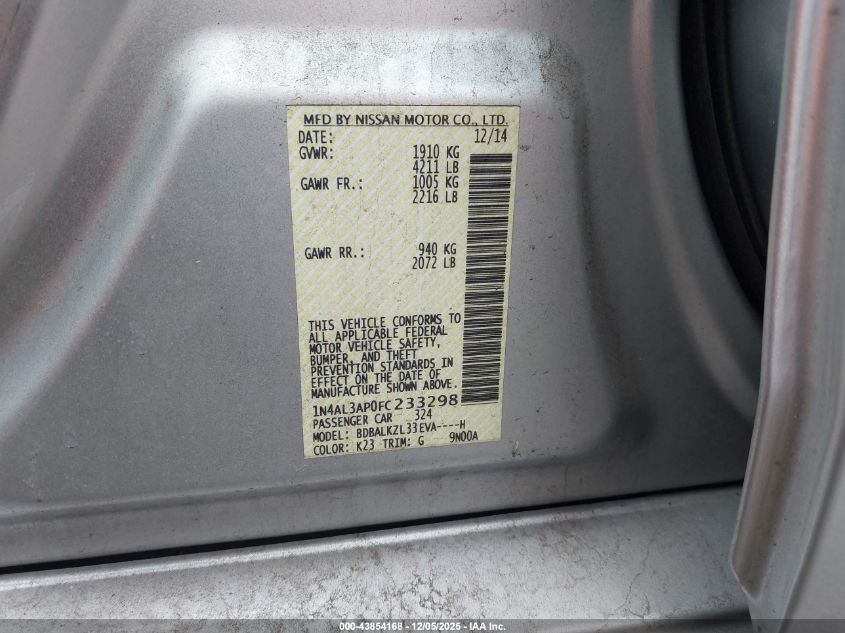 MFD BY NISSAN MOTOR CO., LTD.
DATE: 12/14
GVWR: 1910 KG
4211 LB
GAWR FR.: 1005 KG
2216 LB
GAWR RR.: 940 KG
2072 LB
THIS VEHICLE CONFORMS TO
ALL APPLICABLE FEDERAL
MOTOR VEHICLE SAFETY,
BUMPER, AND THEFT
PREVENTION STANDARDS IN
EFFECT ON THE DATE OF
MANUFACTURE SHOWN ABOVE.
1N4AL3AP0FC233298
PASSENGER CAR 324
MODEL: BDBALKZL33EVA----H
COLOR: K23 TRIM: G 9N00A
000-43854168 - 12/05/2025 - IAA Inc.